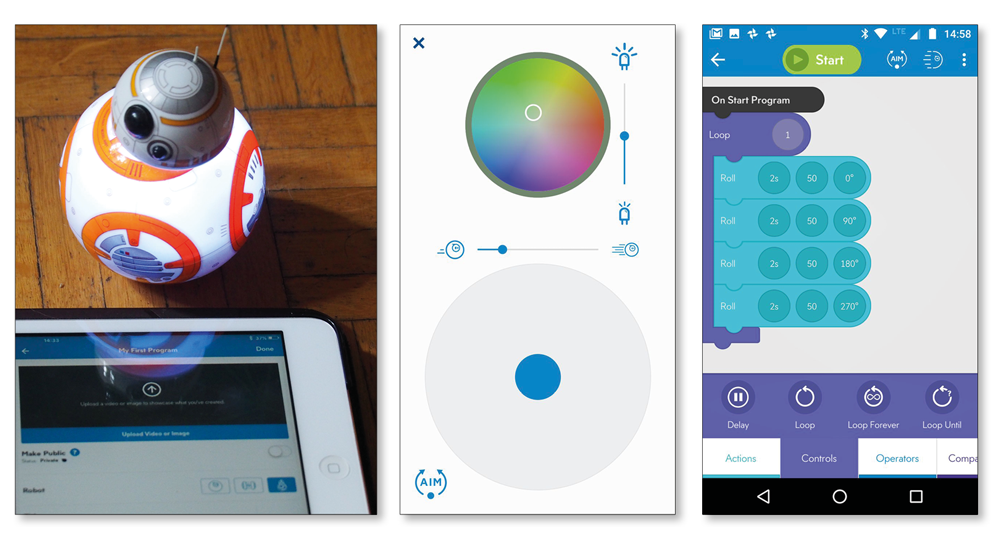 14:23
37%
My First Program
Done
Upload a video or image to showcase what you've created
Upload Video or Image
Make Public ?
Status: Private
Robot
AIM
LTE 14:58
Start
AIM
On Start Program
Loop 1
Roll 2s 50 0°
Roll 2s 50 90°
Roll 2s 50 180°
Roll 2s 50 270°
Delay Loop Loop Forever Loop Until
Actions Controls Operators Compa